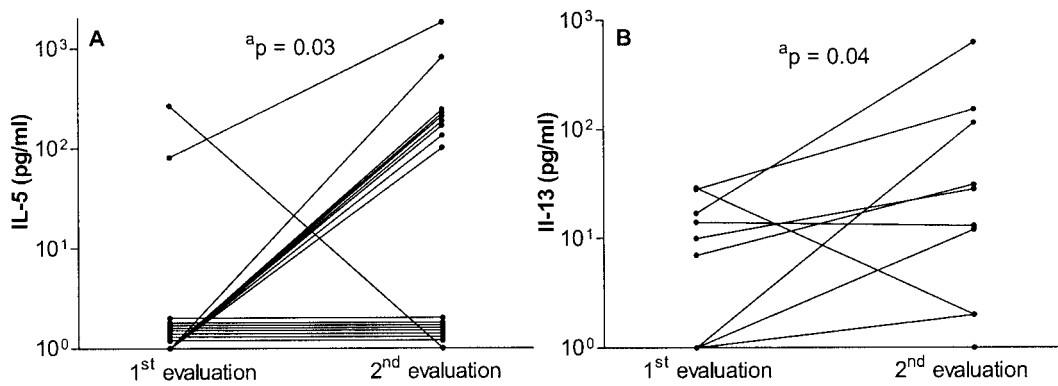 A
ᵃp = 0.03
IL-5 (pg/ml)
10³
10²
10¹
10⁰
1ˢᵗ evaluation
2ⁿᵈ evaluation
B
ᵃp = 0.04
Il-13 (pg/ml)
10³
10²
10¹
10⁰
1ˢᵗ evaluation
2ⁿᵈ evaluation